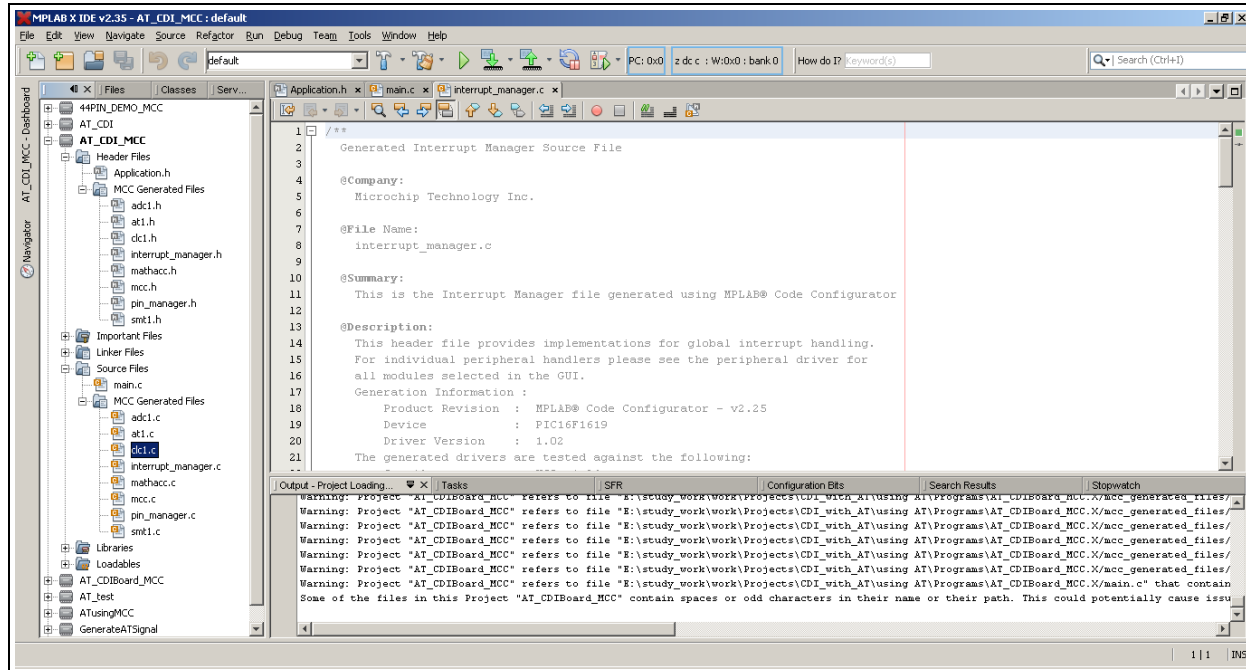 MPLAB X IDE v2.35 - AT_CDI_MCC : default
File Edit View Navigate Source Refactor Run Debug Team Tools Window Help
default PC: 0x0 z dc c : W:0x0 : bank 0 How do I? Keyword(s) Search (Ctrl+I)
AT_CDI_MCC - Dashboard
Navigator
Files Classes Serv...
44PIN_DEMO_MCC
AT_CDI
AT_CDI_MCC
Header Files
Application.h
MCC Generated Files
adc1.h
at1.h
clc1.h
interrupt_manager.h
mathacc.h
mcc.h
pin_manager.h
smt1.h
Important Files
Linker Files
Source Files
main.c
MCC Generated Files
adc1.c
at1.c
clc1.c
interrupt_manager.c
mathacc.c
mcc.c
pin_manager.c
smt1.c
Libraries
Loadables
AT_CDIBoard_MCC
AT_test
ATusingMCC
GenerateATSignal
Application.h main.c interrupt_manager.c
1 /**
2 Generated Interrupt Manager Source File
3
4 @Company:
5 Microchip Technology Inc.
6
7 @File Name:
8 interrupt_manager.c
9
10 @Summary:
11 This is the Interrupt Manager file generated using MPLAB® Code Configurator
12
13 @Description:
14 This header file provides implementations for global interrupt handling.
15 For individual peripheral handlers please see the peripheral driver for
16 all modules selected in the GUI.
17 Generation Information :
18 Product Revision : MPLAB® Code Configurator - v2.25
19 Device : PIC16F1619
20 Driver Version : 1.02
21 The generated drivers are tested against the following:
Output - Project Loading... Tasks SFR Configuration Bits Search Results Stopwatch
Warning: Project "AT_CDIBoard_MCC" refers to file "E:\study_work\work\Projects\CDI_with_AT\using AT\Programs\AT_CDIBoard_MCC.X/mcc_generated_files/
Warning: Project "AT_CDIBoard_MCC" refers to file "E:\study_work\work\Projects\CDI_with_AT\using AT\Programs\AT_CDIBoard_MCC.X/mcc_generated_files/
Warning: Project "AT_CDIBoard_MCC" refers to file "E:\study_work\work\Projects\CDI_with_AT\using AT\Programs\AT_CDIBoard_MCC.X/mcc_generated_files/
Warning: Project "AT_CDIBoard_MCC" refers to file "E:\study_work\work\Projects\CDI_with_AT\using AT\Programs\AT_CDIBoard_MCC.X/mcc_generated_files/
Warning: Project "AT_CDIBoard_MCC" refers to file "E:\study_work\work\Projects\CDI_with_AT\using AT\Programs\AT_CDIBoard_MCC.X/mcc_generated_files/
Warning: Project "AT_CDIBoard_MCC" refers to file "E:\study_work\work\Projects\CDI_with_AT\using AT\Programs\AT_CDIBoard_MCC.X/main.c" that contain
Some of the files in this Project "AT_CDIBoard_MCC" contain spaces or odd characters in their name or their path. This could potentially cause issu
1 | 1 INS